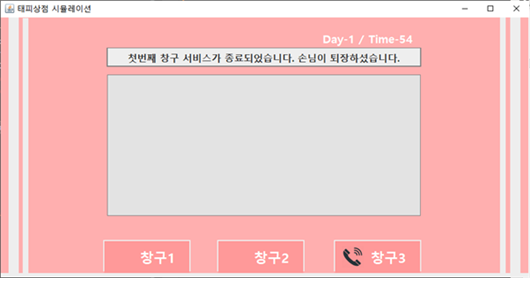 태피상점 시뮬레이션
Day-1 / Time-54
첫번째 창구 서비스가 종료되었습니다. 손님이 퇴장하셨습니다.
창구1
창구2
창구3